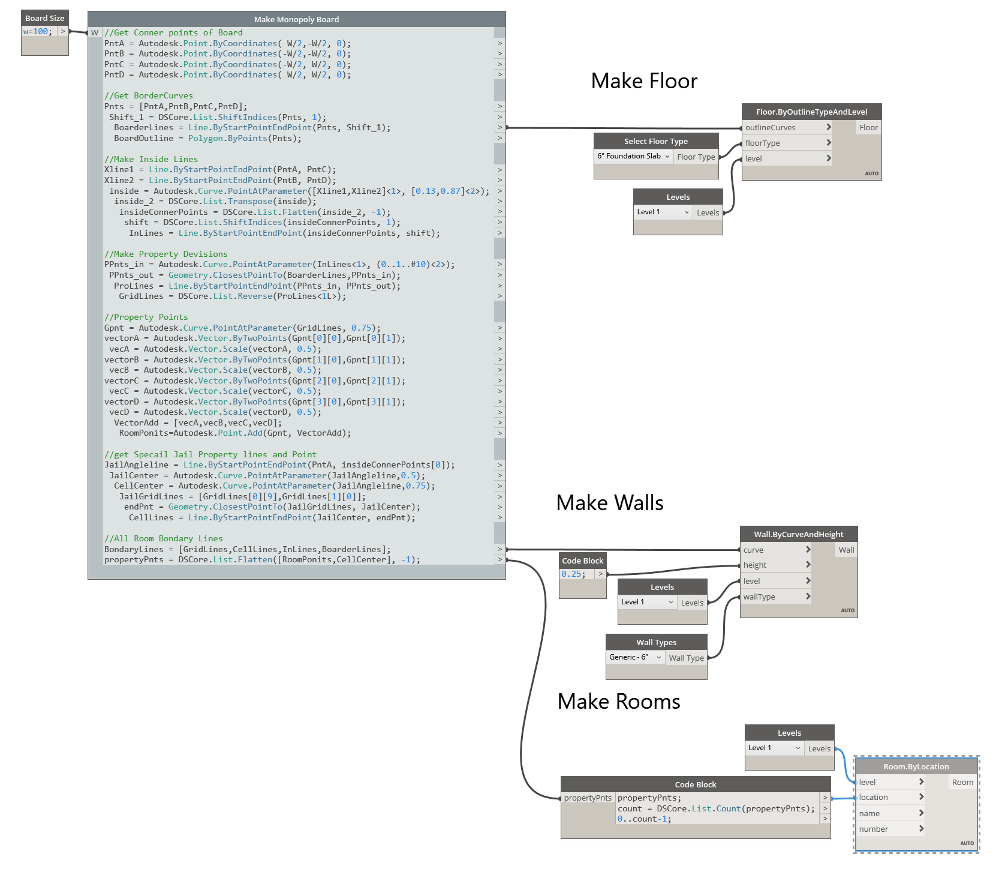 Board Size
w=100; >
Make Monopoly Board
W
//Get Conner points of Board
PntA = Autodesk.Point.ByCoordinates( W/2,-W/2, 0); >
PntB = Autodesk.Point.ByCoordinates(-W/2,-W/2, 0); >
PntC = Autodesk.Point.ByCoordinates(-W/2, W/2, 0); >
PntD = Autodesk.Point.ByCoordinates( W/2, W/2, 0); >
//Get BorderCurves
Pnts = [PntA,PntB,PntC,PntD]; >
Shift_1 = DSCore.List.ShiftIndices(Pnts, 1); >
BoarderLines = Line.ByStartPointEndPoint(Pnts, Shift_1); >
BoardOutline = Polygon.ByPoints(Pnts); >
//Make Inside Lines
Xline1 = Line.ByStartPointEndPoint(PntA, PntC); >
Xline2 = Line.ByStartPointEndPoint(PntB, PntD); >
inside = Autodesk.Curve.PointAtParameter([Xline1,Xline2]<1>, [0.13,0.87]<2>); >
inside_2 = DSCore.List.Transpose(inside); >
insideConnerPoints = DSCore.List.Flatten(inside_2, -1); >
shift = DSCore.List.ShiftIndices(insideConnerPoints, 1); >
InLines = Line.ByStartPointEndPoint(insideConnerPoints, shift); >
//Make Property Devisions
PPnts_in = Autodesk.Curve.PointAtParameter(InLines<1>, (0..1..#10)<2>); >
PPnts_out = Geometry.ClosestPointTo(BoarderLines,PPnts_in); >
ProLines = Line.ByStartPointEndPoint(PPnts_in, PPnts_out); >
GridLines = DSCore.List.Reverse(ProLines<1L>); >
//Property Points
Gpnt = Autodesk.Curve.PointAtParameter(GridLines, 0.75); >
vectorA = Autodesk.Vector.ByTwoPoints(Gpnt[0][0],Gpnt[0][1]); >
vecA = Autodesk.Vector.Scale(vectorA, 0.5); >
vectorB = Autodesk.Vector.ByTwoPoints(Gpnt[1][0],Gpnt[1][1]); >
vecB = Autodesk.Vector.Scale(vectorB, 0.5); >
vectorC = Autodesk.Vector.ByTwoPoints(Gpnt[2][0],Gpnt[2][1]); >
vecC = Autodesk.Vector.Scale(vectorC, 0.5); >
vectorD = Autodesk.Vector.ByTwoPoints(Gpnt[3][0],Gpnt[3][1]); >
vecD = Autodesk.Vector.Scale(vectorD, 0.5); >
VectorAdd = [vecA,vecB,vecC,vecD]; >
RoomPonits=Autodesk.Point.Add(Gpnt, VectorAdd); >
//get Specail Jail Property lines and Point
JailAngleline = Line.ByStartPointEndPoint(PntA, insideConnerPoints[0]); >
JailCenter = Autodesk.Curve.PointAtParameter(JailAngleline,0.5); >
CellCenter = Autodesk.Curve.PointAtParameter(JailAngleline,0.75); >
JailGridLines = [GridLines[0][9],GridLines[1][0]]; >
endPnt = Geometry.ClosestPointTo(JailGridLines, JailCenter); >
CellLines = Line.ByStartPointEndPoint(JailCenter, endPnt); >
//All Room Bondary Lines
BondaryLines = [GridLines,CellLines,InLines,BoarderLines]; >
propertyPnts = DSCore.List.Flatten([RoomPonits,CellCenter], -1); >
Make Floor
Floor.ByOutlineTypeAndLevel
outlineCurves > Floor
floorType >
level >
AUTO
Select Floor Type
6" Foundation Slab Floor Type
Levels
Level 1 Levels
Make Walls
Wall.ByCurveAndHeight
curve > Wall
height >
level >
wallType >
AUTO
Code Block
0.25; >
Levels
Level 1 Levels
Wall Types
Generic - 6" Wall Type
Make Rooms
Levels
Level 1 Levels
Room.ByLocation
level > Room
location >
name >
number >
AUTO
Code Block
propertyPnts propertyPnts; >
count = DSCore.List.Count(propertyPnts); >
0..count-1; >